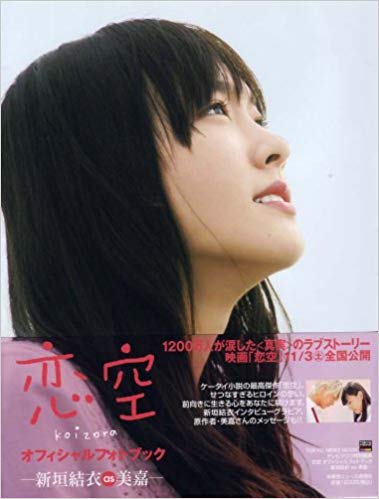 1200万人が涙した<真実>のラブストーリー
映画「恋空」11/3㊏全国公開
恋空
koizora
ケータイ小説の最高傑作「恋空」。
せつなすぎるヒロインの想い、
前向きに生きる心をあなたに届けます。
新垣結衣インタビュー&グラビア、
原作者・美嘉さんのメッセージも!!
オフィシャルフォトブック
―新垣結衣as美嘉―